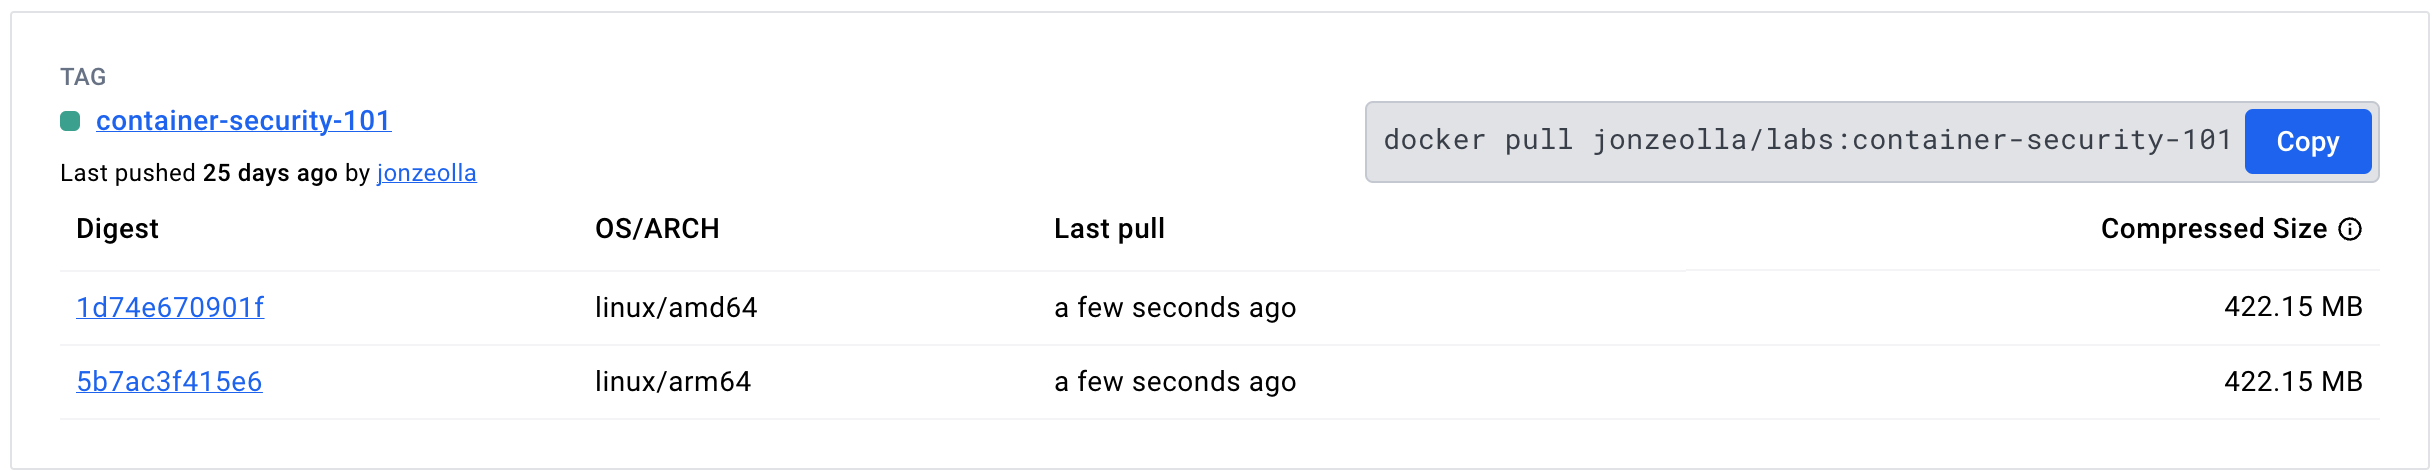 TAG
container-security-101
Last pushed 25 days ago by jonzeolla
docker pull jonzeolla/labs:container-security-101 Copy
Digest OS/ARCH Last pull Compressed Size
1d74e670901f linux/amd64 a few seconds ago 422.15 MB
5b7ac3f415e6 linux/arm64 a few seconds ago 422.15 MB